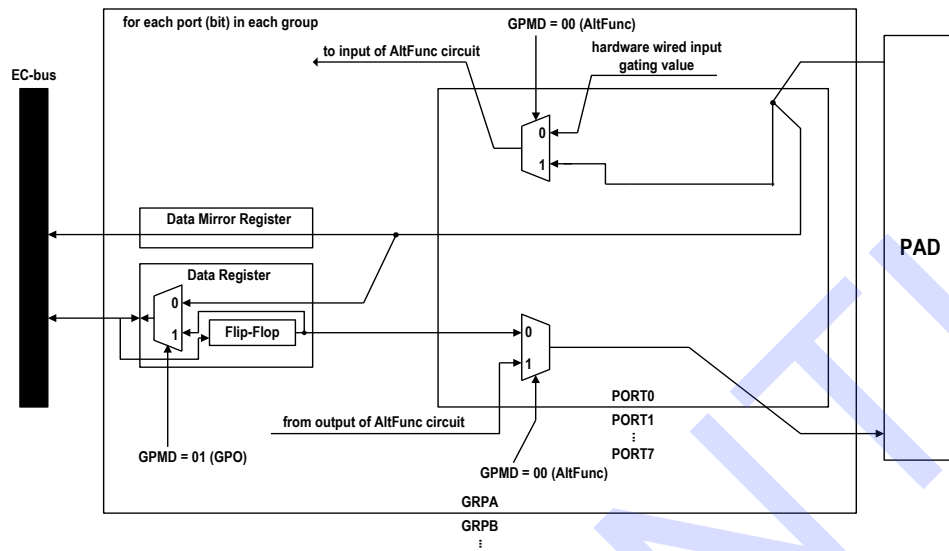 for each port (bit) in each group
GPMD = 00 (AltFunc)
to input of AltFunc circuit
hardware wired input
gating value
EC-bus
0
1
Data Mirror Register
PAD
Data Register
0
1
Flip-Flop
0
1
PORT0
from output of AltFunc circuit
PORT1
⋮
PORT7
GPMD = 01 (GPO)
GPMD = 00 (AltFunc)
GRPA
GRPB
⋮